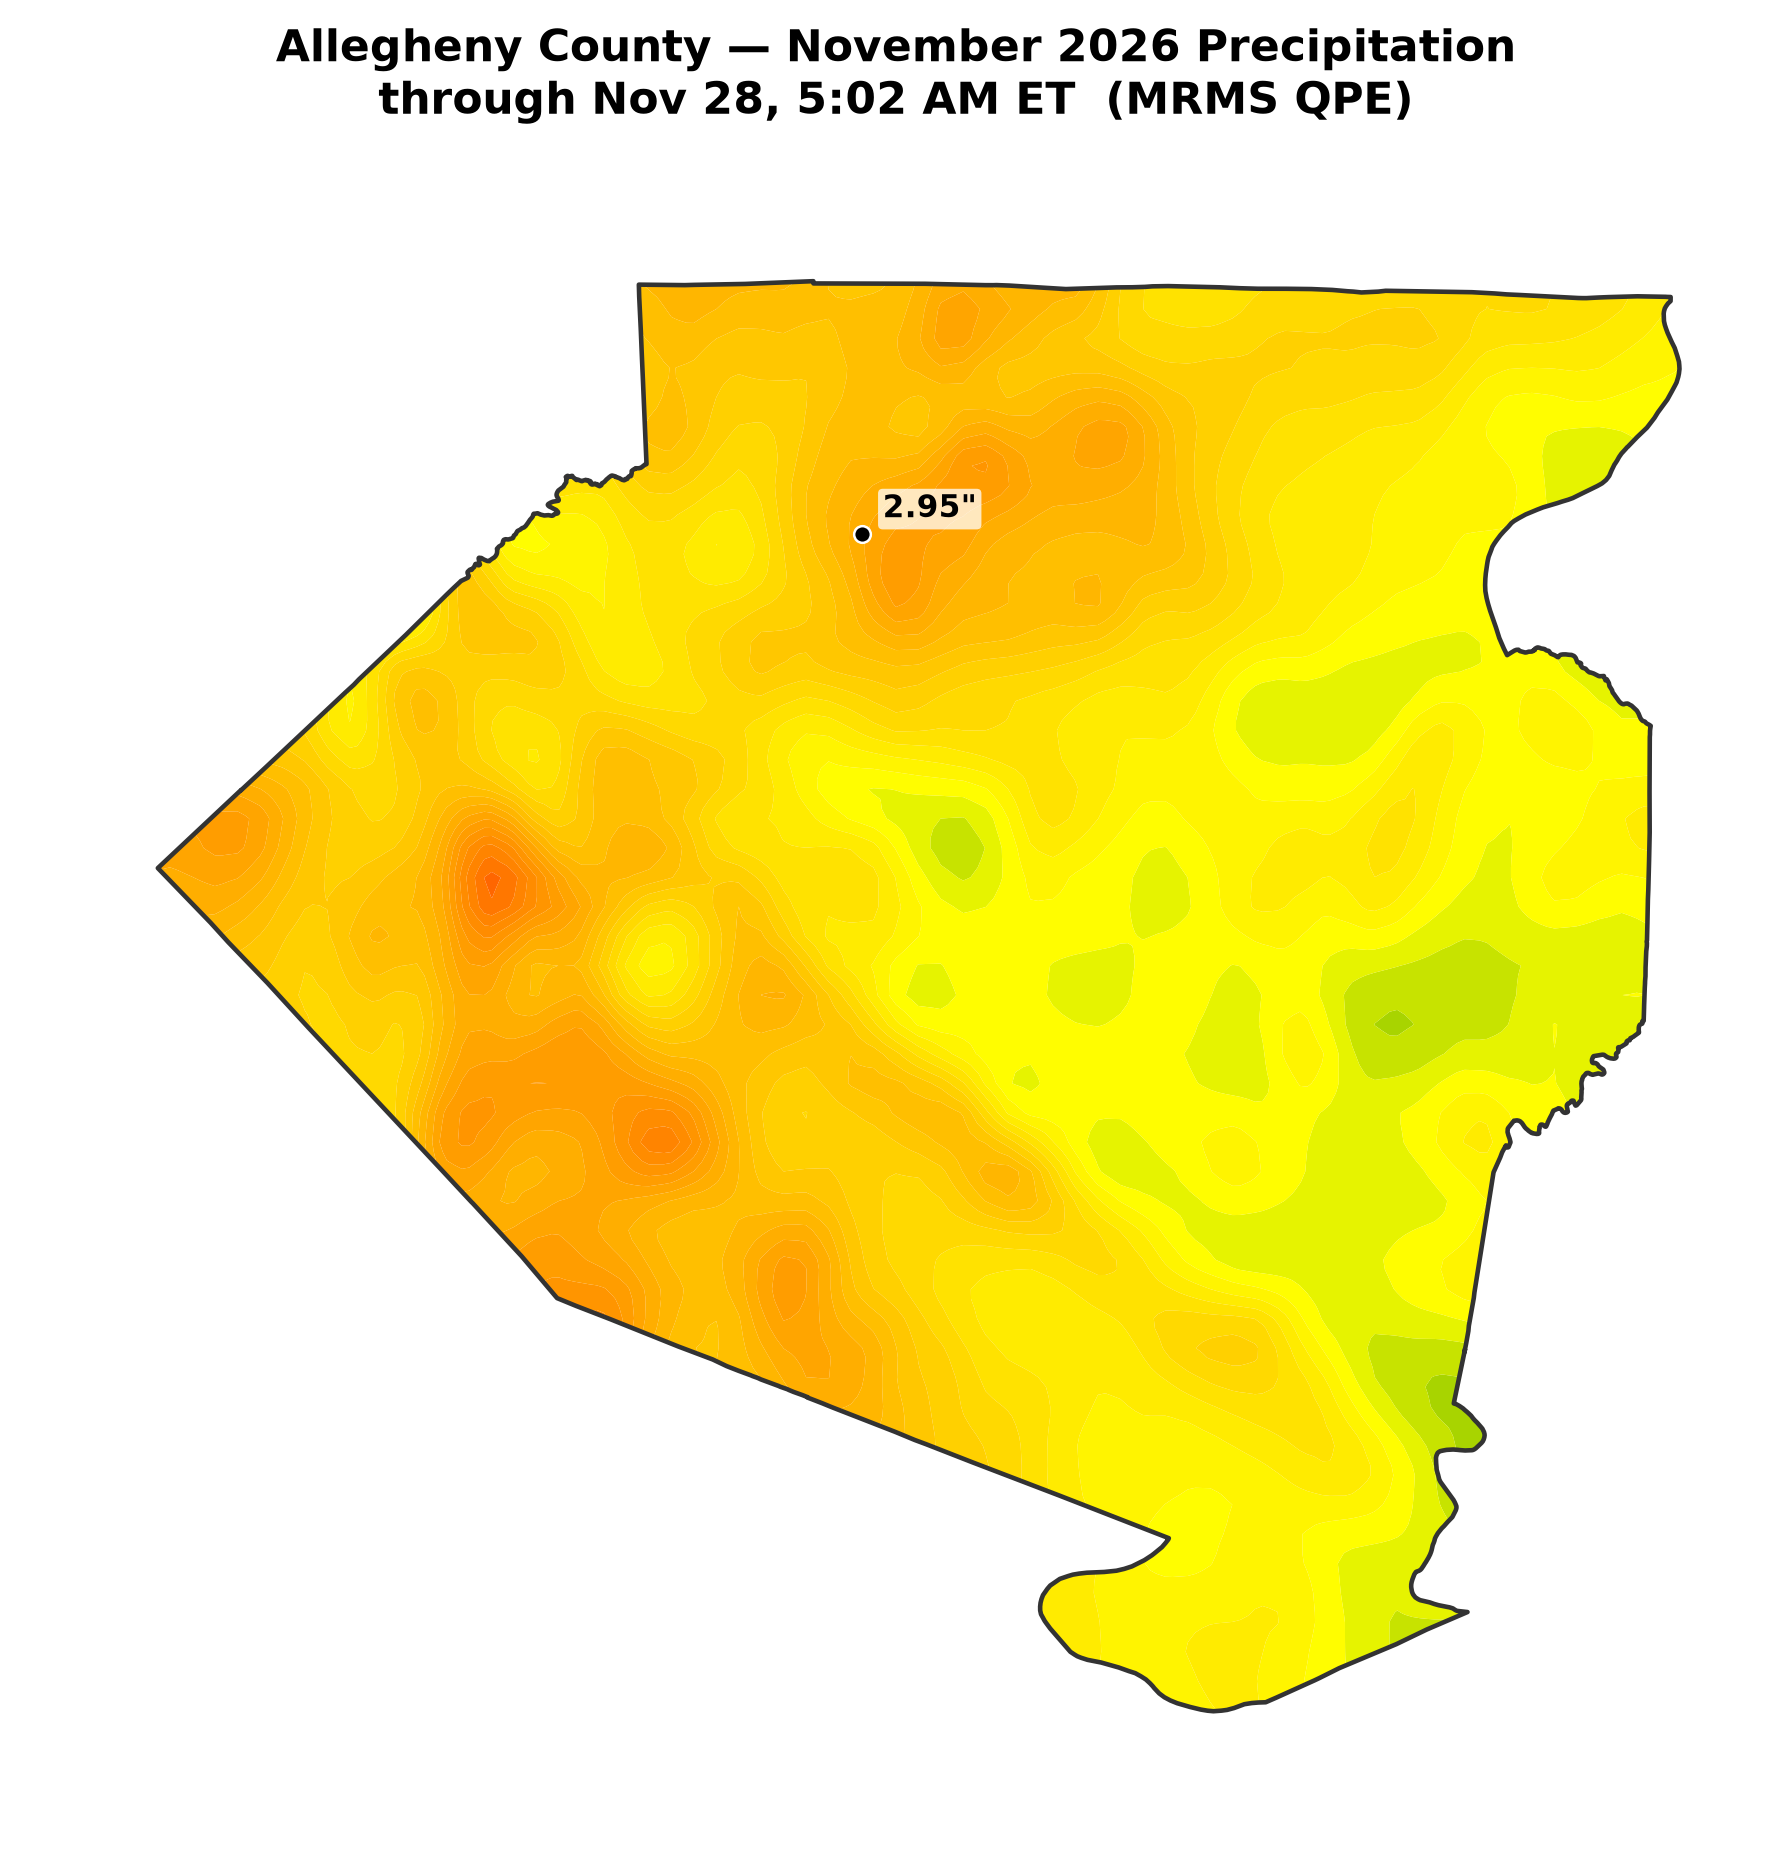 Allegheny County — November 2026 Precipitation
through Nov 28, 5:02 AM ET (MRMS QPE)
2.95"